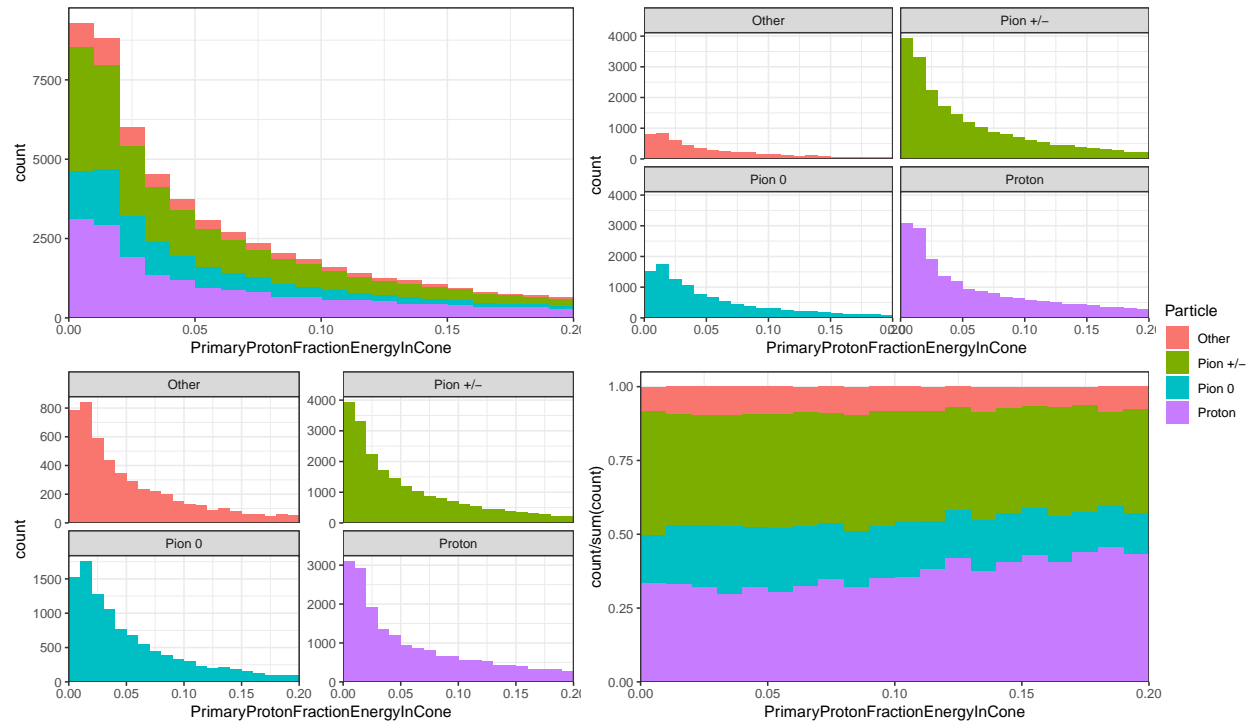 7500
5000
2500
0
count
0.00 0.05 0.10 0.15 0.20
PrimaryProtonFractionEnergyInCone
Other Pion +/−
4000
3000
2000
1000
0
Pion 0 Proton
4000
3000
2000
1000
0
count
0.00 0.05 0.10 0.15 0.20 0.00 0.05 0.10 0.15 0.20
PrimaryProtonFractionEnergyInCone
Particle
Other
Pion +/−
Pion 0
Proton
Other Pion +/−
800 4000
600 3000
400 2000
200 1000
0 0
Pion 0 Proton
1500 3000
1000 2000
500 1000
0 0
count
0.00 0.05 0.10 0.15 0.20 0.00 0.05 0.10 0.15 0.20
PrimaryProtonFractionEnergyInCone
1.00
0.75
0.50
0.25
0.00
count/sum(count)
0.00 0.05 0.10 0.15 0.20
PrimaryProtonFractionEnergyInCone